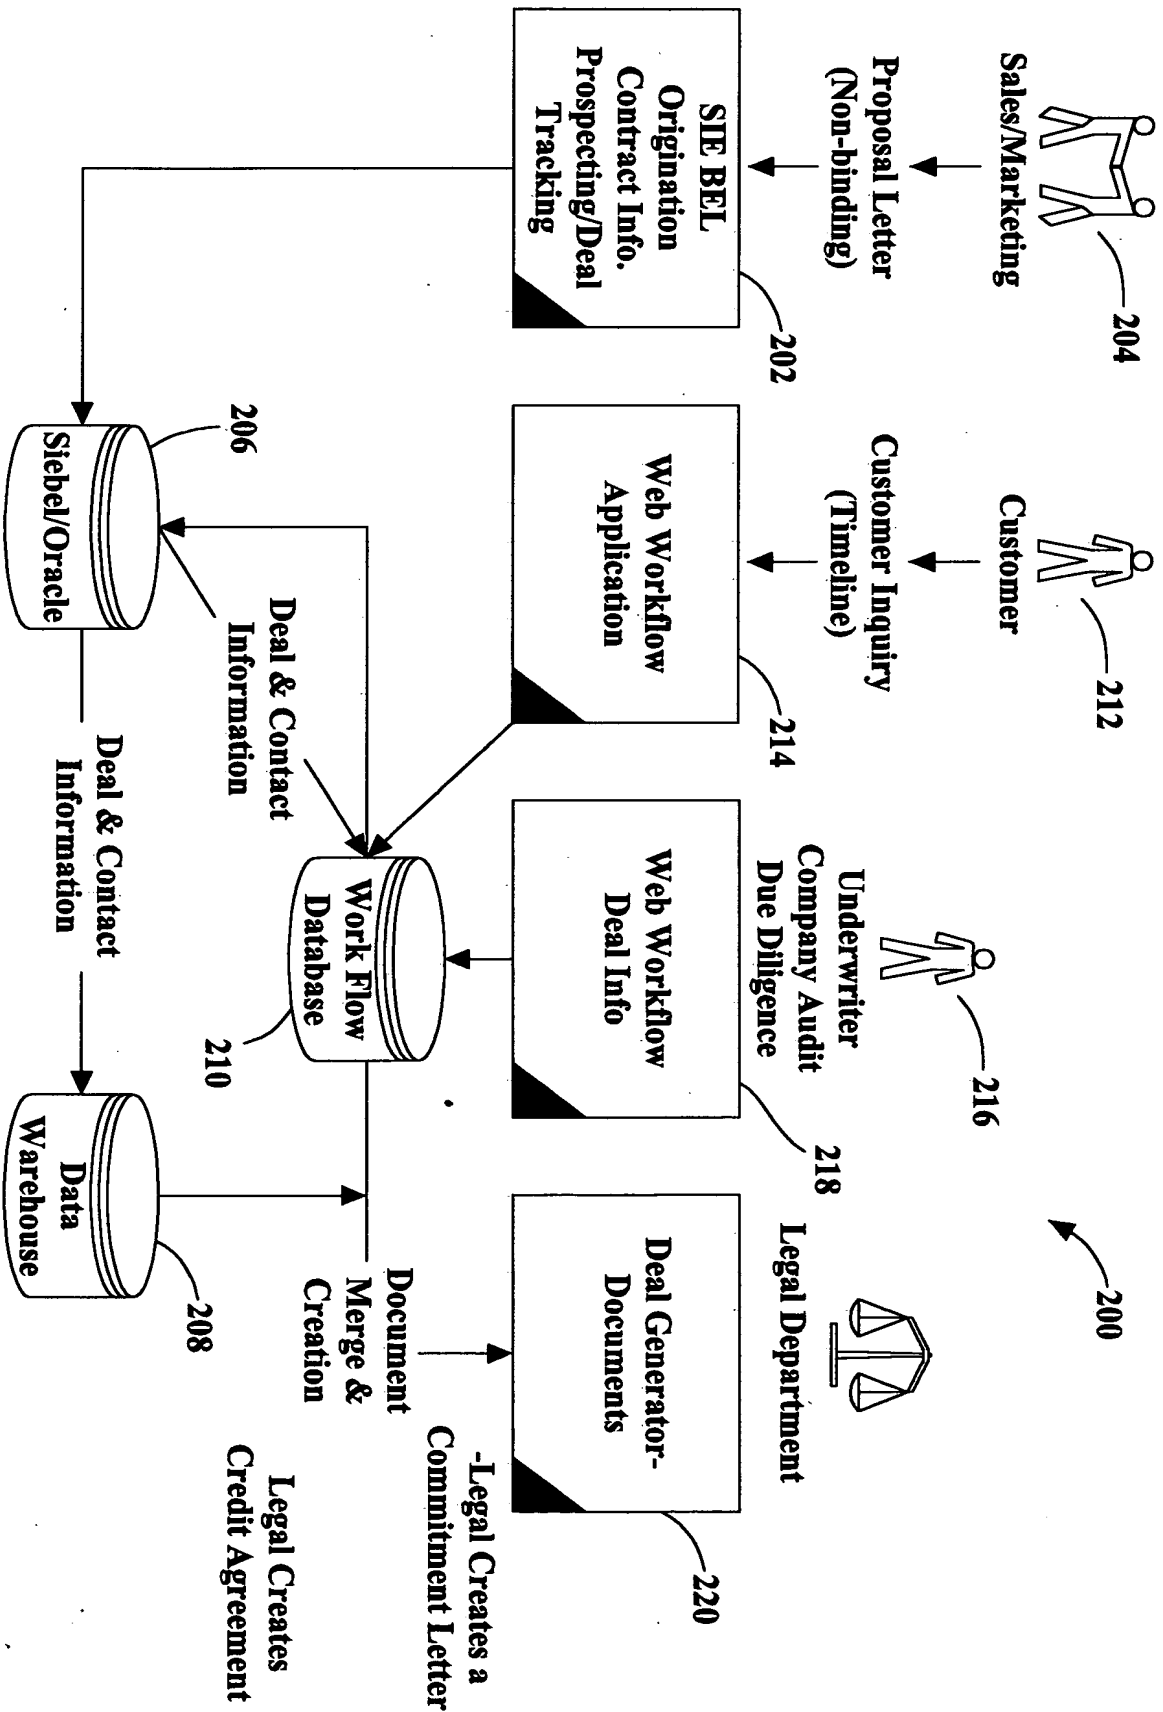 200
204
Sales/Marketing
Proposal Letter
(Non-binding)
202
SIE BEL
Origination
Contract Info.
Prospecting/Deal
Tracking
212
Customer
Customer Inquiry
(Timeline)
214
Web Workflow
Application
216
Underwriter
Company Audit
Due Diligence
218
Web Workflow
Deal Info
Legal Department
220
Deal Generator-
Documents
-Legal Creates a
Commitment Letter
Document
Merge &
Creation
Legal Creates
Credit Agreement
Work Flow
Database
210
Deal & Contact
Information
206
Siebel/Oracle
Deal & Contact
Information
208
Data
Warehouse